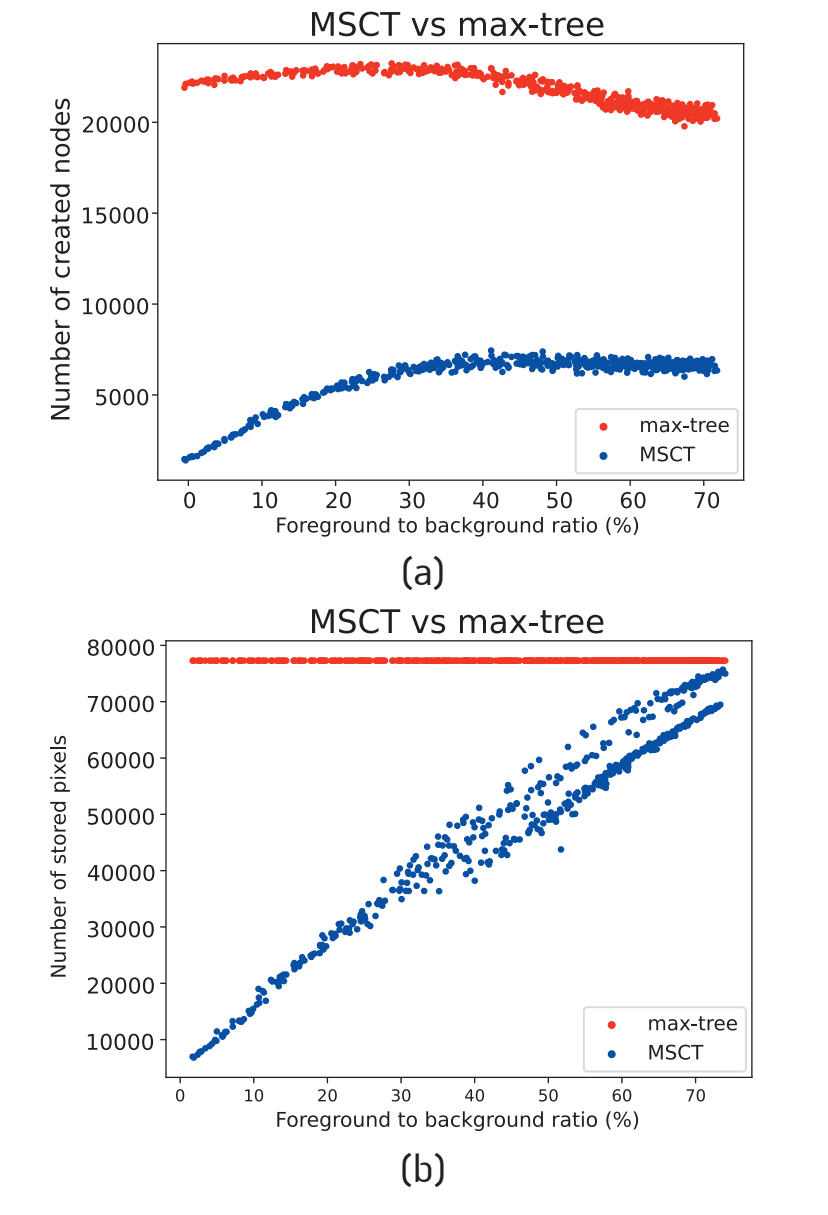 MSCT vs max-tree
Number of created nodes
20000
15000
10000
5000
max-tree
MSCT
0 10 20 30 40 50 60 70
Foreground to background ratio (%)
(a)
MSCT vs max-tree
Number of stored pixels
80000
70000
60000
50000
40000
30000
20000
10000
max-tree
MSCT
0 10 20 30 40 50 60 70
Foreground to background ratio (%)
(b)